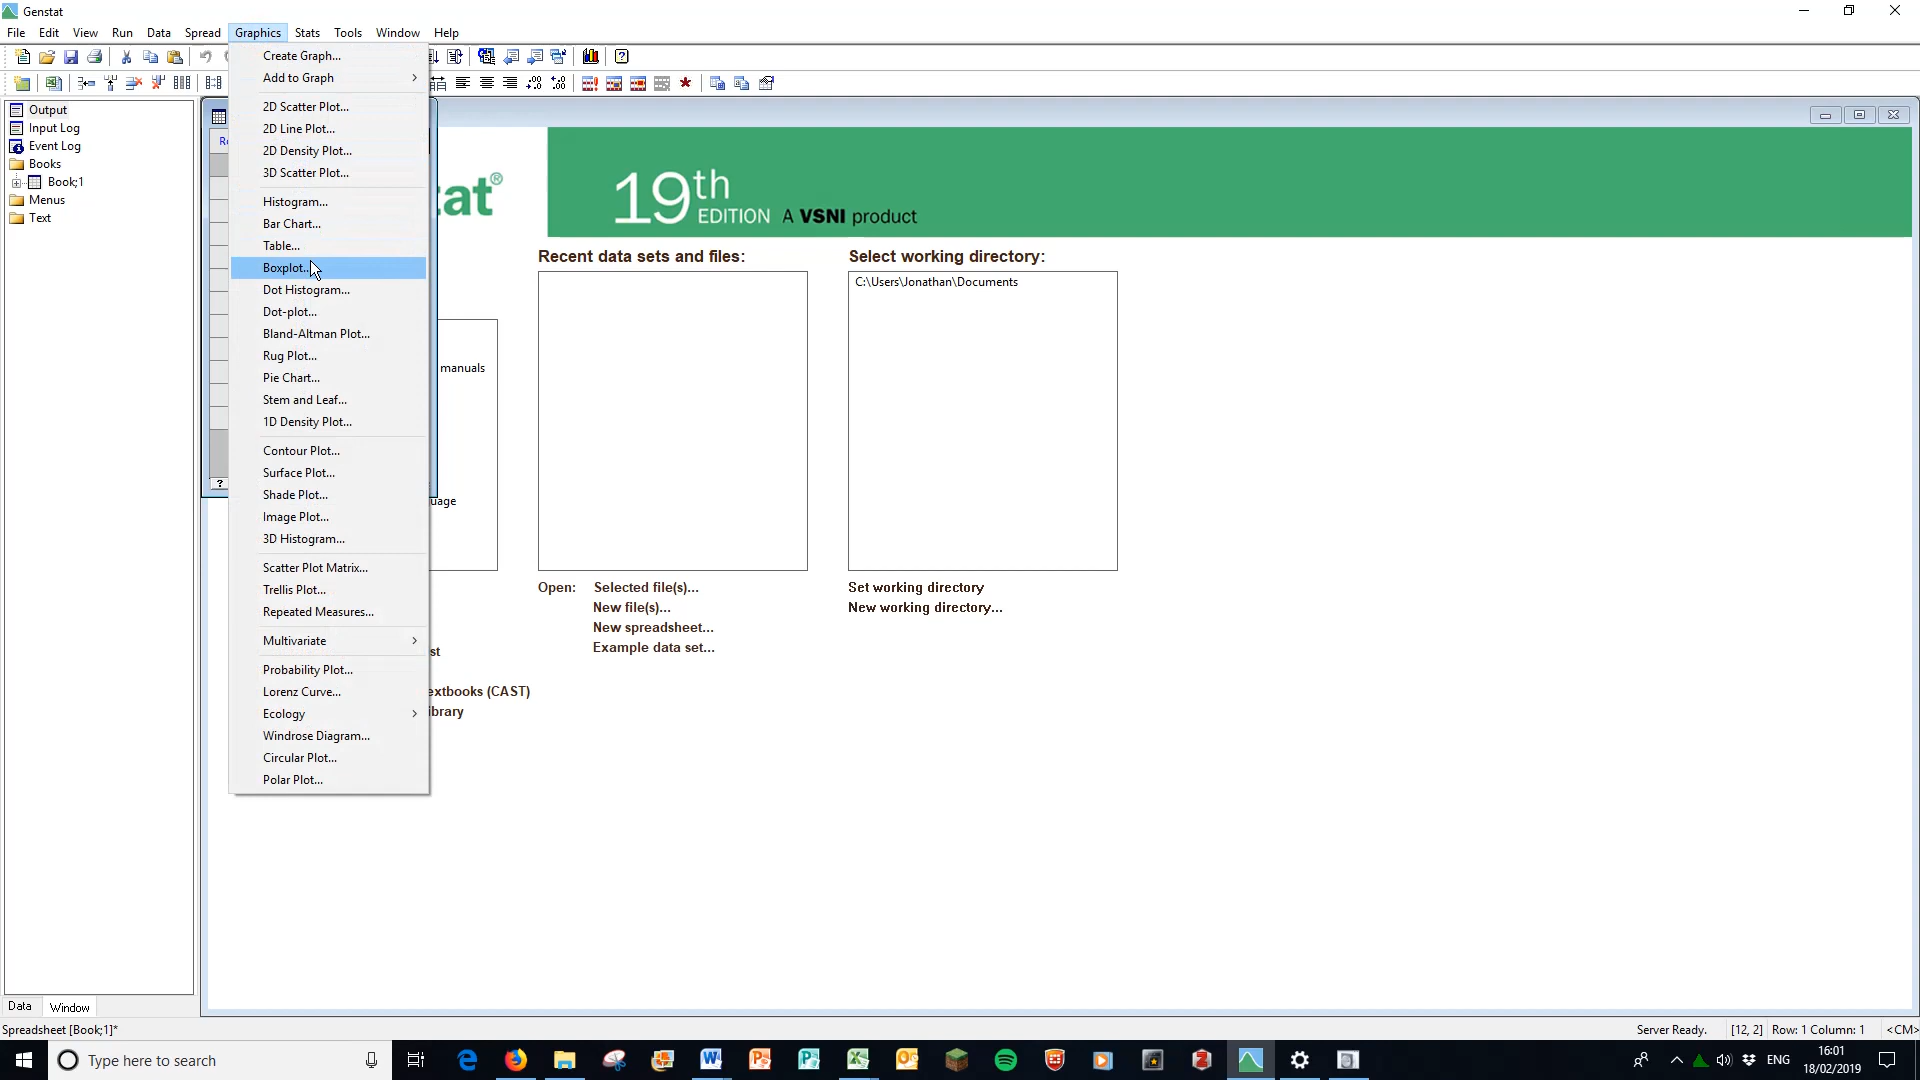 Genstat
File Edit View Run Data Spread Graphics Stats Tools Window Help
Create Graph...
Add to Graph
2D Scatter Plot...
2D Line Plot...
2D Density Plot...
3D Scatter Plot...
Histogram...
Bar Chart...
Table...
Boxplot...
Dot Histogram...
Dot-plot...
Bland-Altman Plot...
Rug Plot...
Pie Chart...
Stem and Leaf...
1D Density Plot...
Contour Plot...
Surface Plot...
Shade Plot...
Image Plot...
3D Histogram...
Scatter Plot Matrix...
Trellis Plot...
Repeated Measures...
Multivariate
Probability Plot...
Lorenz Curve...
Ecology
Windrose Diagram...
Circular Plot...
Polar Plot...
Output
Input Log
Event Log
Books
Book;1
Menus
Text
tat®
19th EDITION A VSNI product
Recent data sets and files:
Select working directory:
C:\Users\Jonathan\Documents
manuals
uage
Open: Selected file(s)...
New file(s)...
New spreadsheet...
Example data set...
Set working directory
New working directory...
st
extbooks (CAST)
ibrary
Data Window
Spreadsheet [Book;1]*
Server Ready. [12, 2] Row: 1 Column: 1 <CM>
Type here to search
ENG
16:01
18/02/2019